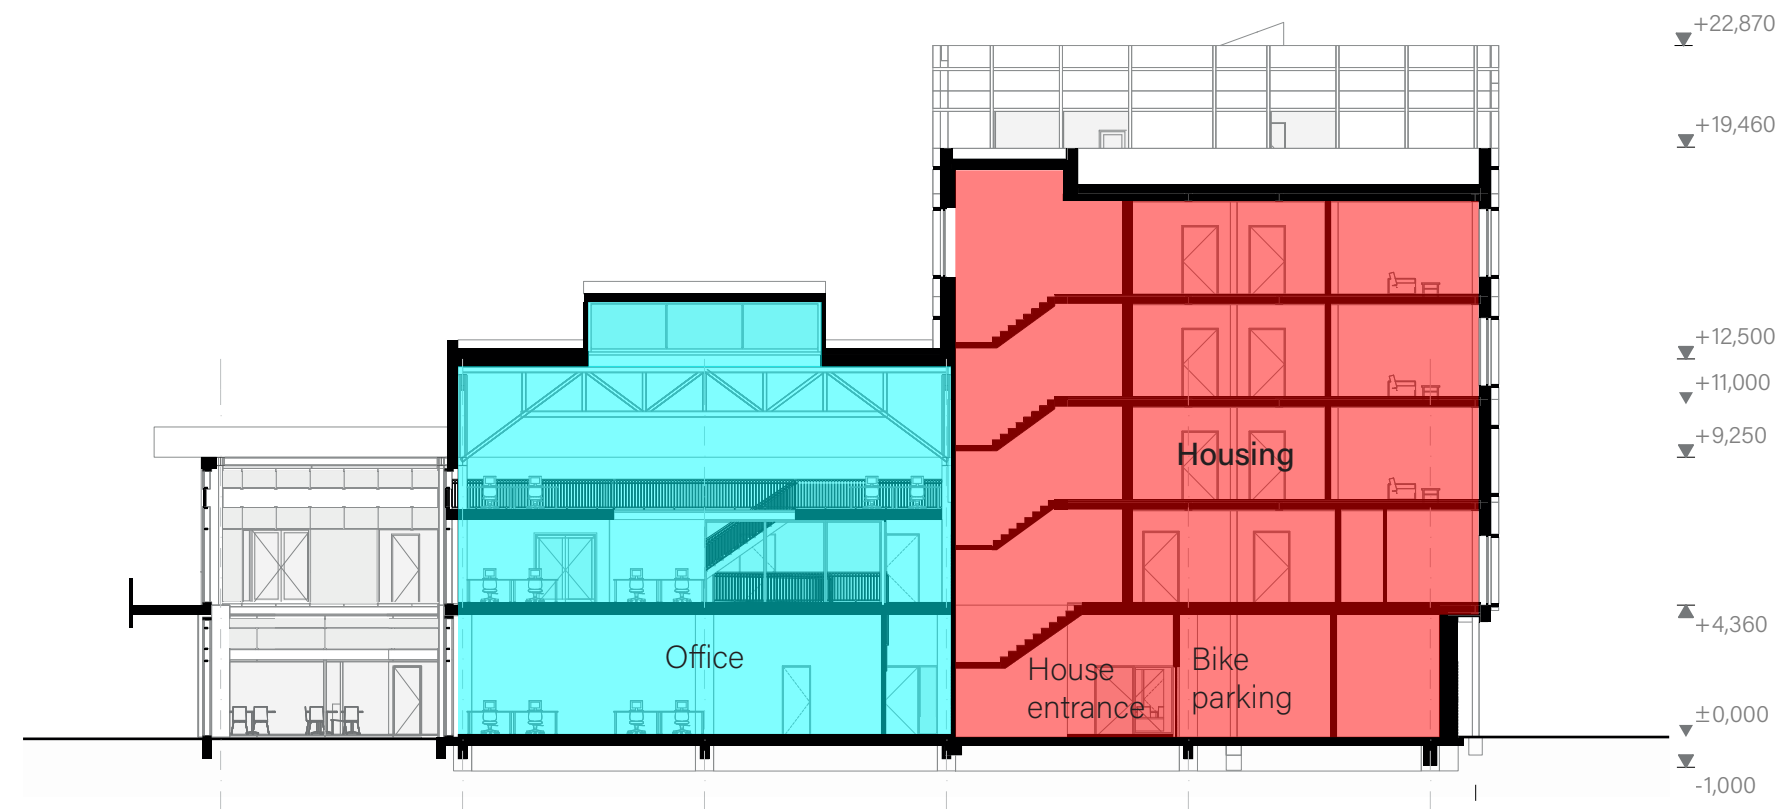 +22,870
+19,460
+12,500
+11,000
+9,250
Housing
+4,360
Office
House
entrance
Bike
parking
±0,000
-1,000